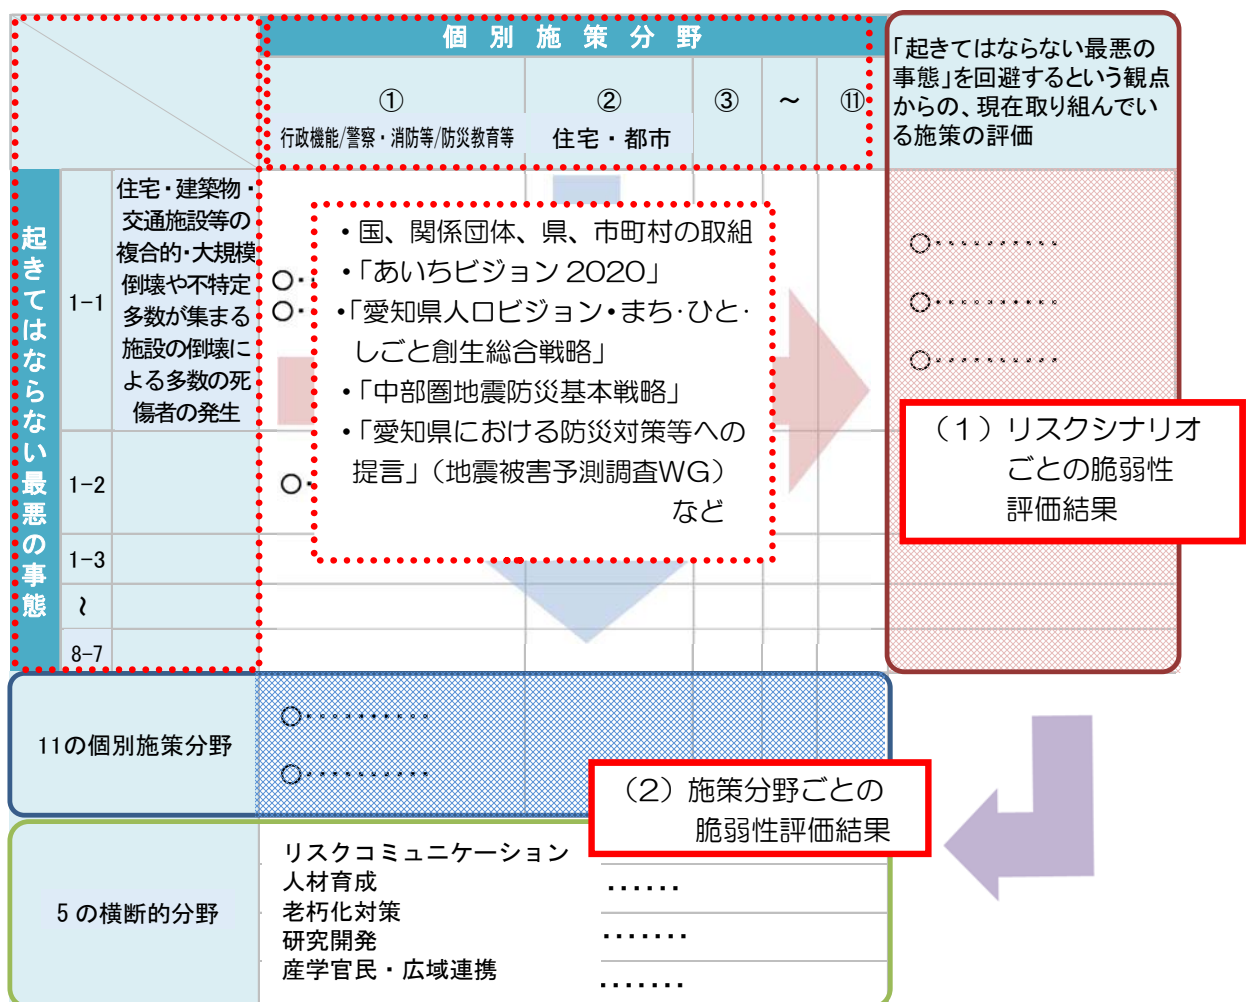 個別施策分野
① ② ③ ～ ⑪
行政機能/警察・消防等/防災教育等 住宅・都市
「起きてはならない最悪の
事態」を回避するという観点
からの、現在取り組んでい
る施策の評価
起きてはならない最悪の事態
1-1
住宅・建築物・
交通施設等の
複合的・大規模
倒壊や不特定
多数が集まる
施設の倒壊に
よる多数の死
傷者の発生
1-2
1-3
～
8-7
○・
○・
○・
・国、関係団体、県、市町村の取組
・「あいちビジョン 2020」
・「愛知県人口ビジョン・まち・ひと・
しごと創生総合戦略」
・「中部圏地震防災基本戦略」
・「愛知県における防災対策等への
提言」（地震被害予測調査WG）
など
○・・・・・・・・・・
○・・・・・・・・・・
○・・・・・・・・・・
（1）リスクシナリオ
ごとの脆弱性
評価結果
11の個別施策分野
○・・・・・・・・・・
○・・・・・・・・・・
（2）施策分野ごとの
脆弱性評価結果
5 の横断的分野
リスクコミュニケーション
人材育成 ・・・・・・
老朽化対策
研究開発 ・・・・・・・
産学官民・広域連携
・・・・・・・